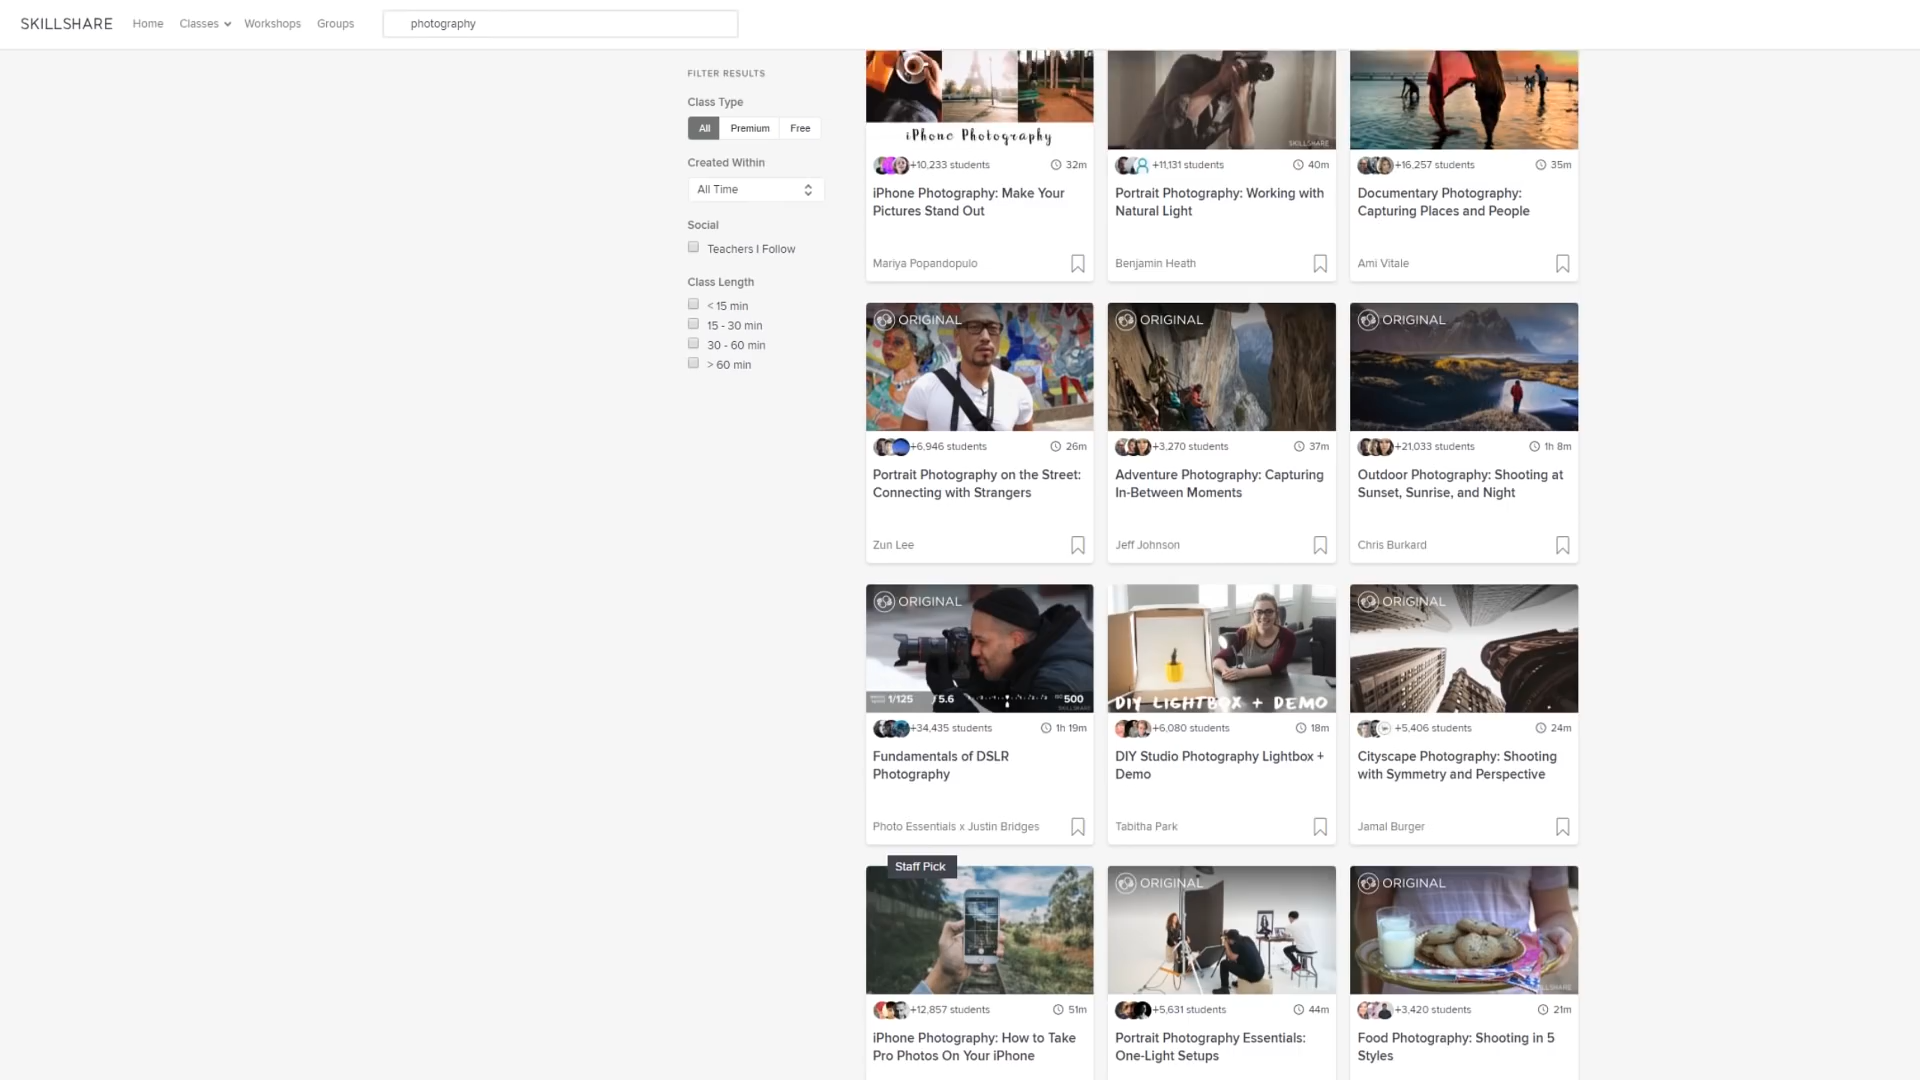 SKILLSHARE Home Classes Workshops Groups photography
FILTER RESULTS
Class Type
All Premium Free
Created Within
All Time
Social
Teachers I Follow
Class Length
< 15 min
15 - 30 min
30 - 60 min
> 60 min
iPhone Photography
+10,233 students 32m
iPhone Photography: Make Your
Pictures Stand Out
Mariya Popandopulo
SKILLSHARE
+11,131 students 40m
Portrait Photography: Working with
Natural Light
Benjamin Heath
+16,257 students 35m
Documentary Photography:
Capturing Places and People
Ami Vitale
ORIGINAL
+6,946 students 26m
Portrait Photography on the Street:
Connecting with Strangers
Zun Lee
ORIGINAL
+3,270 students 37m
Adventure Photography: Capturing
In-Between Moments
Jeff Johnson
ORIGINAL
+21,033 students 1h 8m
Outdoor Photography: Shooting at
Sunset, Sunrise, and Night
Chris Burkard
ORIGINAL
1/125 f 5.6 ISO 500
SKILLSHARE
+34,435 students 1h 19m
Fundamentals of DSLR
Photography
Photo Essentials x Justin Bridges
DIY LIGHTBOX + DEMO
+6,080 students 18m
DIY Studio Photography Lightbox +
Demo
Tabitha Park
ORIGINAL
+5,406 students 24m
Cityscape Photography: Shooting
with Symmetry and Perspective
Jamal Burger
Staff Pick
+12,857 students 51m
iPhone Photography: How to Take
Pro Photos On Your iPhone
ORIGINAL
+5,631 students 44m
Portrait Photography Essentials:
One-Light Setups
ORIGINAL
SKILLSHARE
+3,420 students 21m
Food Photography: Shooting in 5
Styles